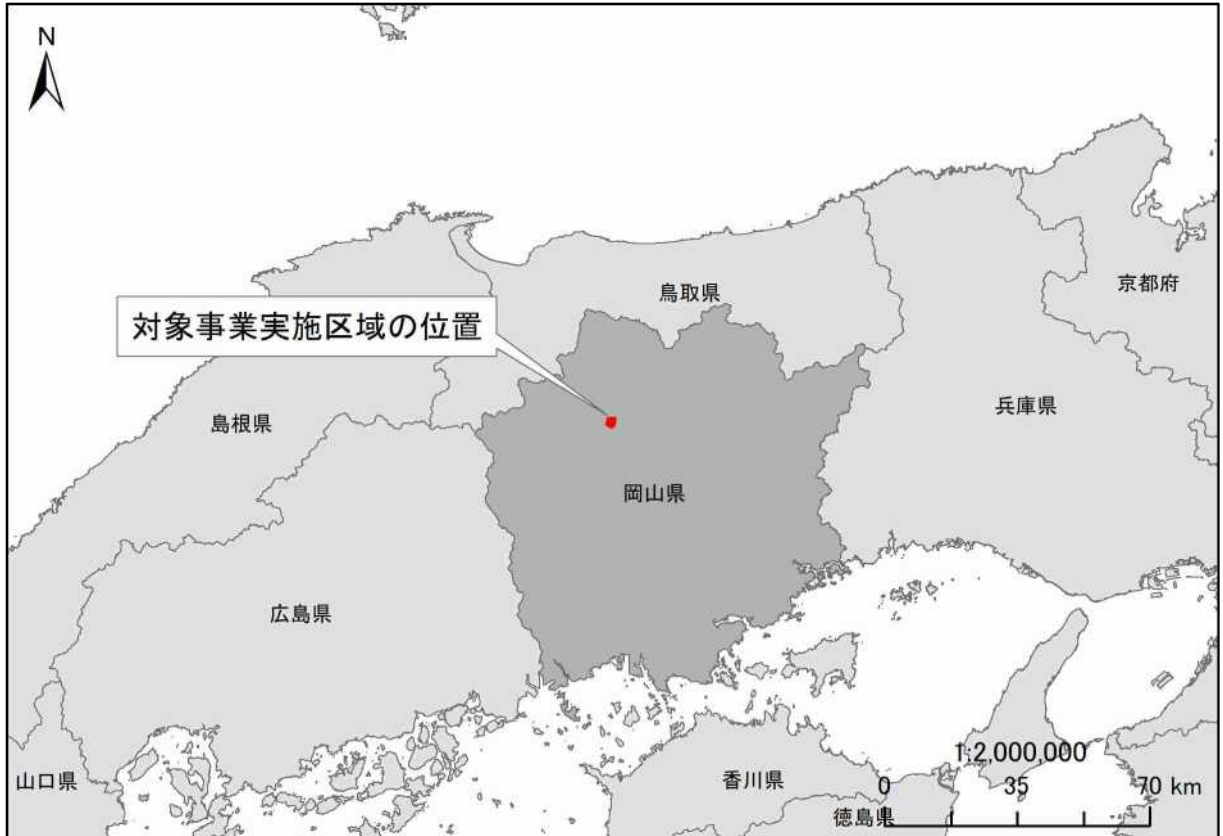 N
鳥取県
京都府
対象事業実施区域の位置
島根県
兵庫県
岡山県
広島県
1:2,000,000
山口県
香川県
0 35 70 km
徳島県